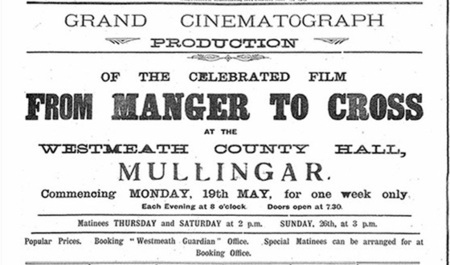 GRAND CINEMATOGRAPH
PRODUCTION
OF THE CELEBRATED FILM
FROM MANGER TO CROSS
AT THE
WESTMEATH COUNTY HALL,
MULLINGAR.
Commencing MONDAY, 19th MAY, for one week only.
Each Evening at 8 o'clock. Doors open at 7.30.
Matinees THURSDAY and SATURDAY at 2 p.m. SUNDAY, 26th, at 3 p.m.
Popular Prices. Booking "Westmeath Guardian" Office. Special Matinees can be arranged for at
Booking Office.